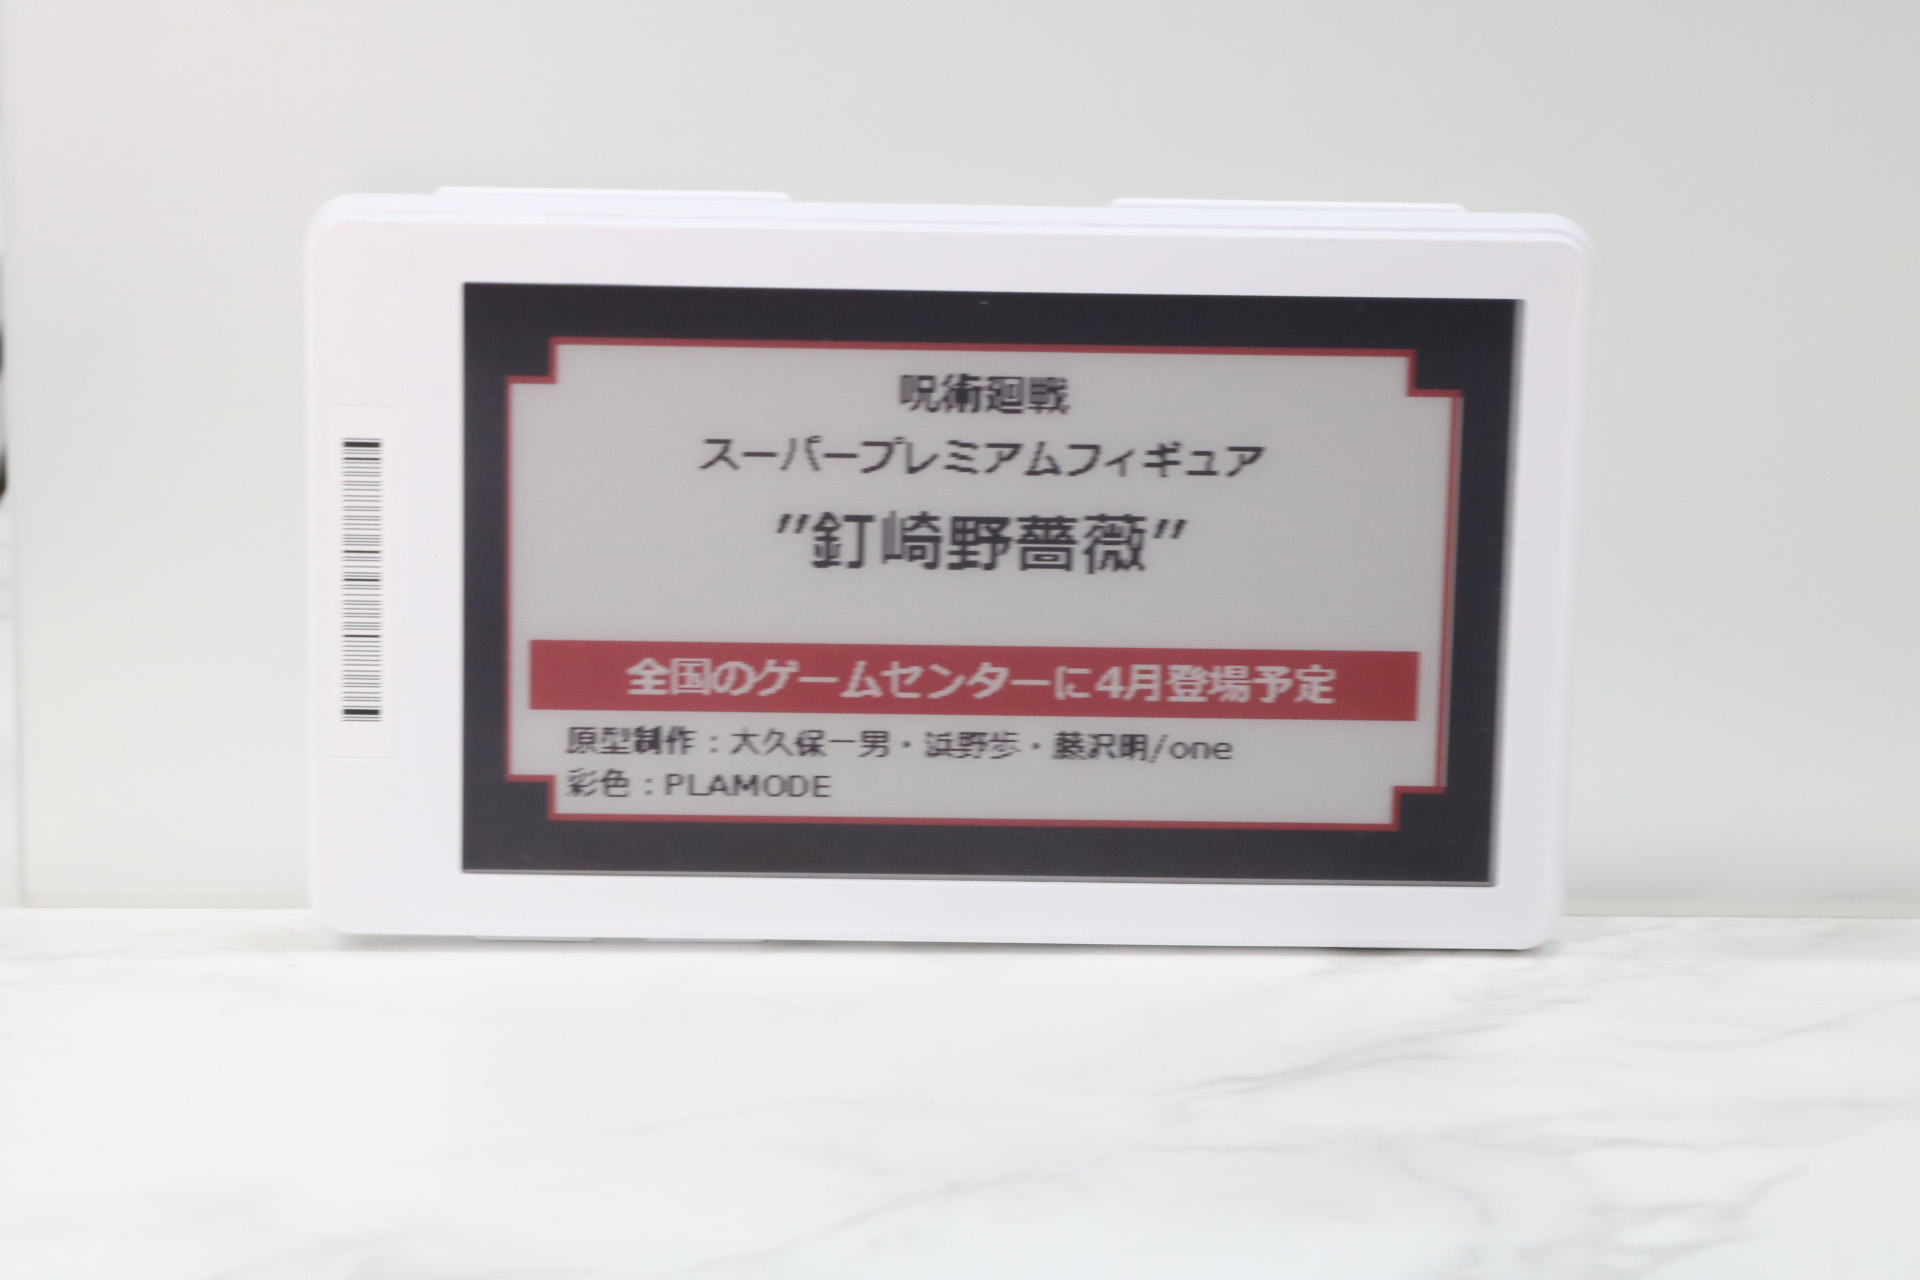 呪術廻戦
スーパープレミアムフィギュア
”釘崎野薔薇”
全国のゲームセンターに4月登場予定
原型制作：大久保一男・浜野歩・藤沢明/one
彩色：PLAMODE